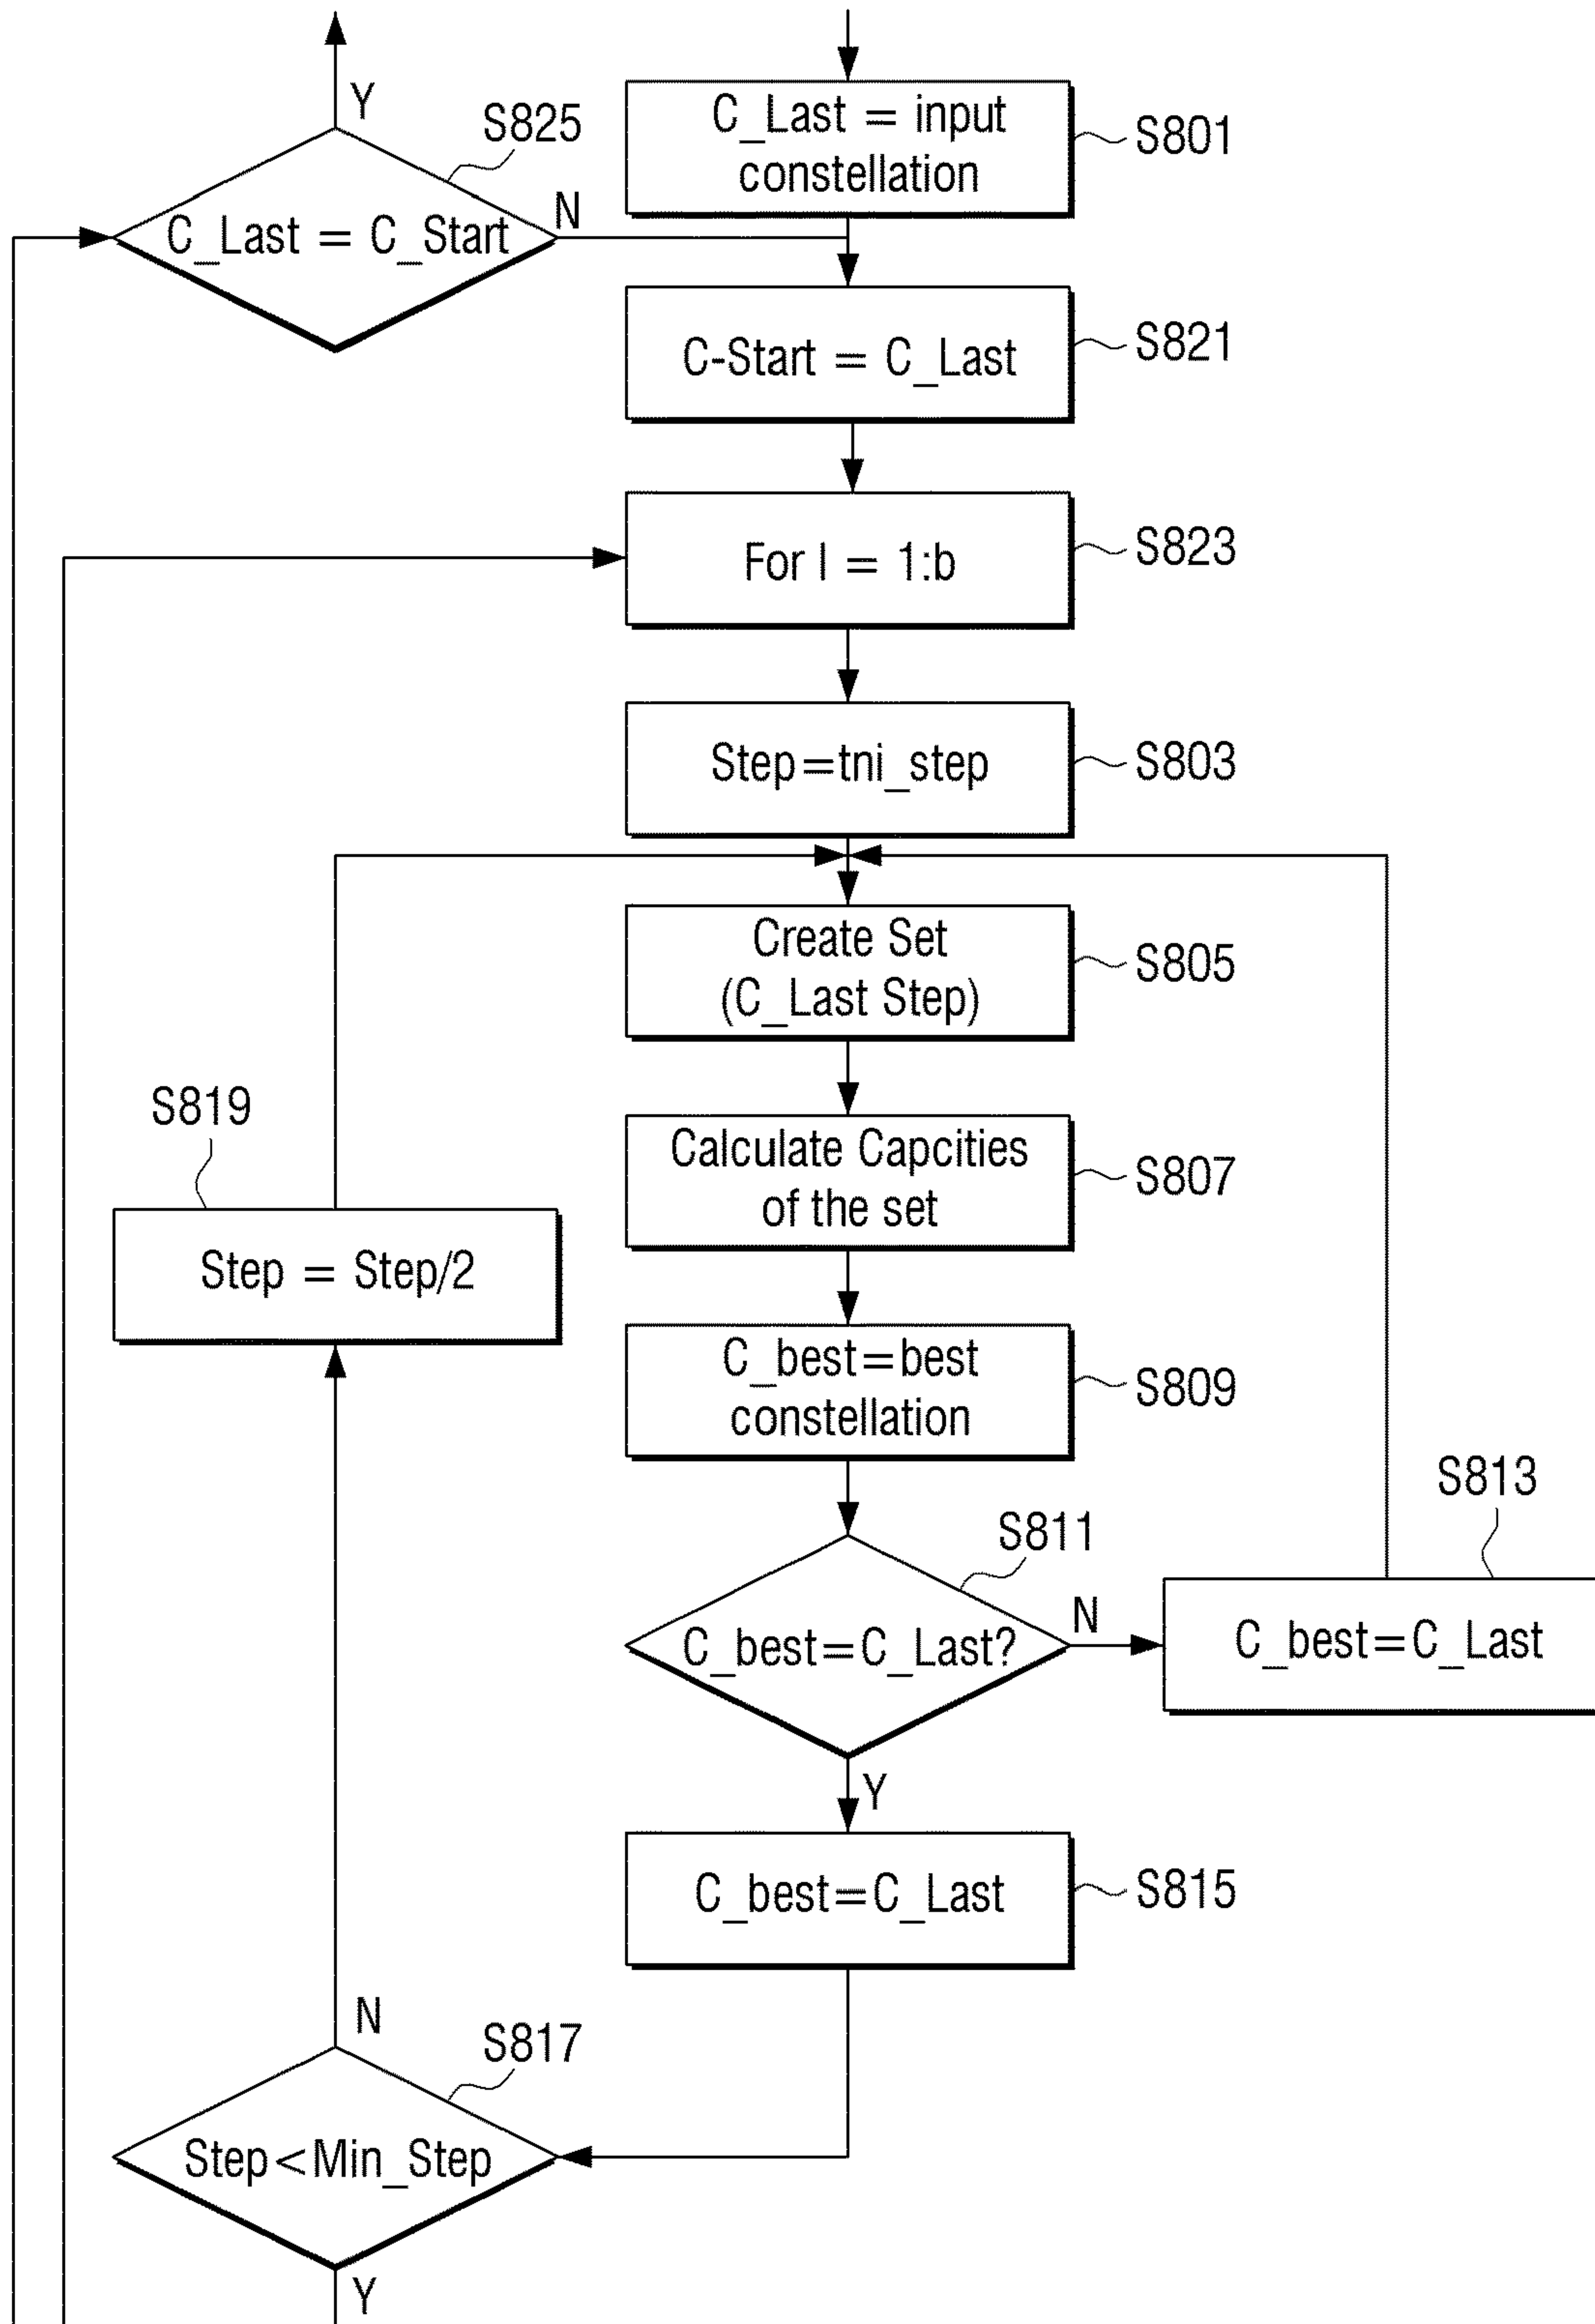 Y
S825
C_Last = C_Start
N
C_Last = input
constellation
S801
C-Start = C_Last
S821
For I = 1:b
S823
Step=tni_step
S803
Create Set
(C_Last Step)
S805
S819
Step = Step/2
Calculate Capcities
of the set
S807
C_best=best
constellation
S809
S811
C_best=C_Last?
N
S813
C_best=C_Last
Y
C_best=C_Last
S815
N
S817
Step<Min_Step
Y